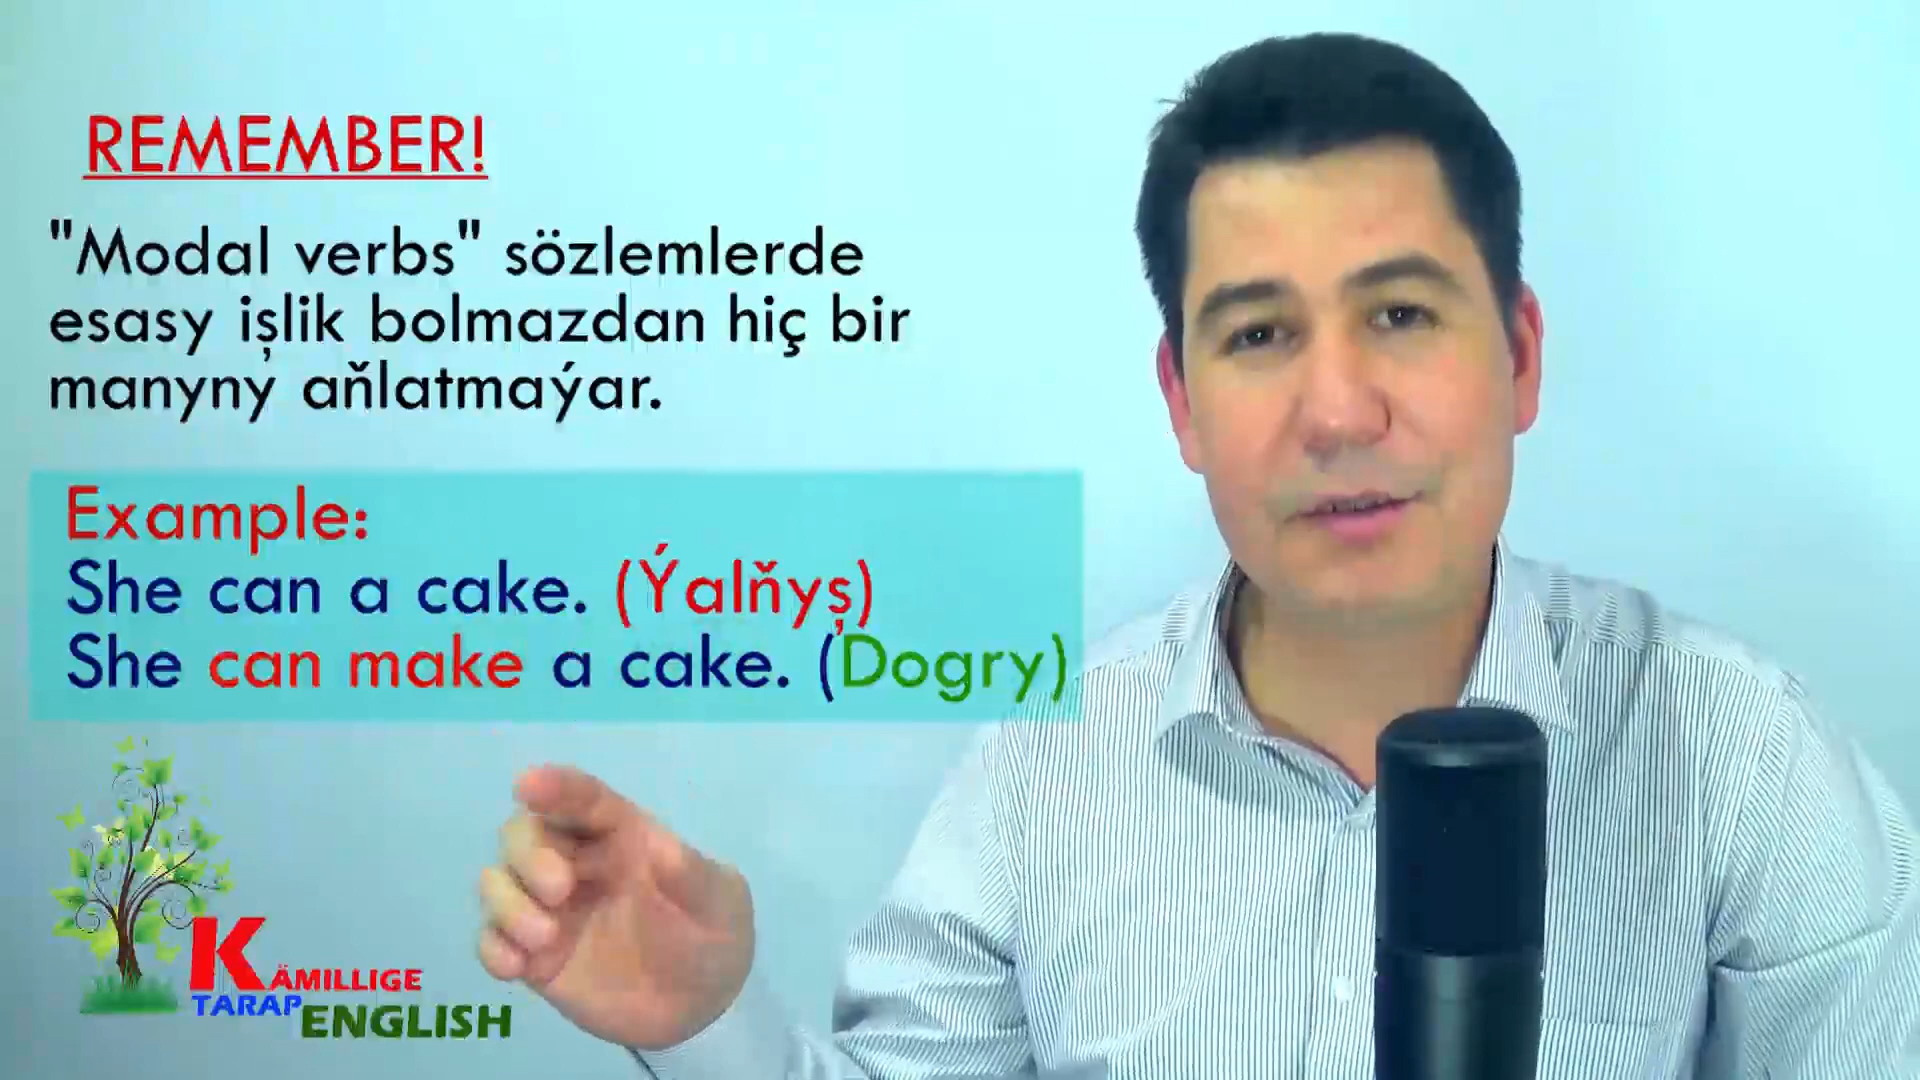 REMEMBER!
"Modal verbs" sözlemlerde
esasy işlik bolmazdan hiç bir
manyny aňlatmaýar.
Example:
She can a cake. (Ýalňyş)
She can make a cake. (Dogry)
KÄMILLIGE
TARAP
ENGLISH